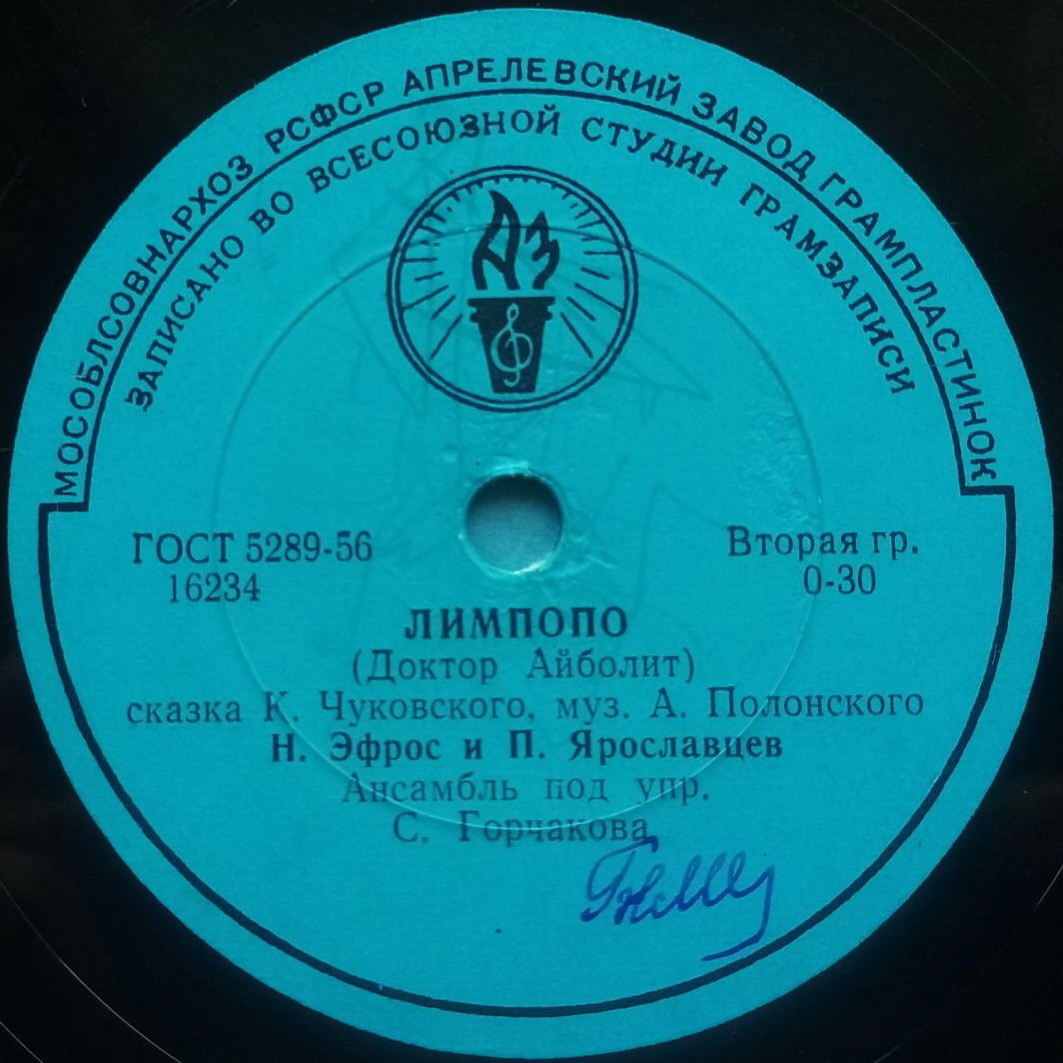 МОСОБЛСОВНАРХОЗ РСФСР АПРЕЛЕВСКИЙ ЗАВОД ГРАМПЛАСТИНОК
ЗАПИСАНО ВО ВСЕСОЮЗНОЙ СТУДИИ ГРАМЗАПИСИ
АЗ
ГОСТ 5289-56
16234
Вторая гр.
0-30
ЛИМПОПО
(Доктор Айболит)
сказка К. Чуковского, муз. А. Полонского
Н. Эфрос и П. Ярославцев
Ансамбль под упр.
С. Горчакова